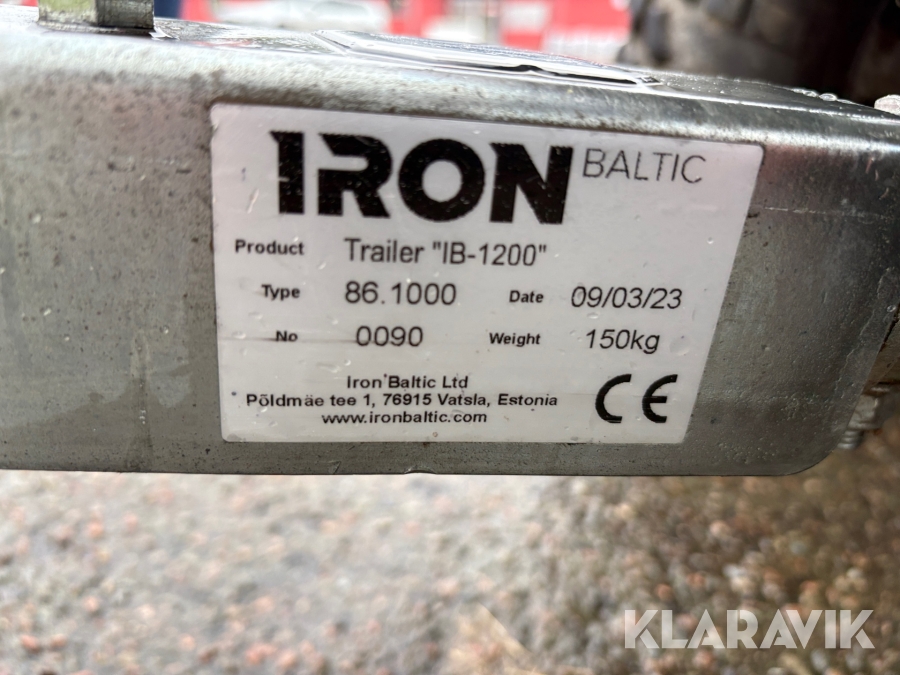 IRON BALTIC
Product Trailer "IB-1200"
Type 86.1000 Date 09/03/23
No 0090 Weight 150kg
Iron Baltic Ltd
Põldmäe tee 1, 76915 Vatsla, Estonia
www.ironbaltic.com
CE
KLARAVIK